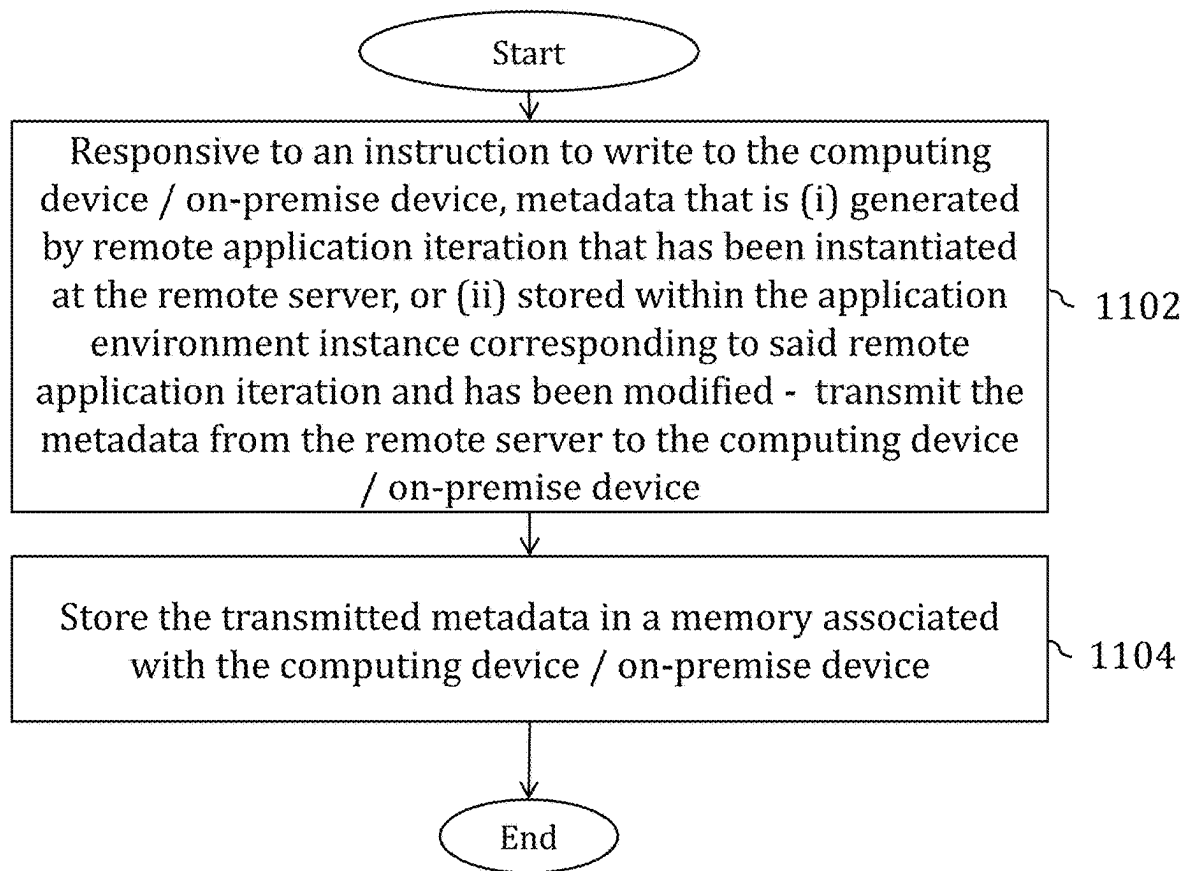 Start
Responsive to an instruction to write to the computing
device / on-premise device, metadata that is (i) generated
by remote application iteration that has been instantiated
at the remote server, or (ii) stored within the application
environment instance corresponding to said remote
application iteration and has been modified - transmit the
metadata from the remote server to the computing device
/ on-premise device
1102
Store the transmitted metadata in a memory associated
with the computing device / on-premise device
1104
End